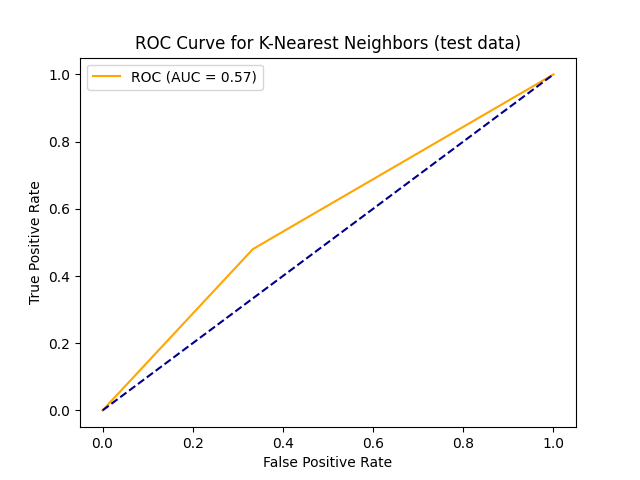 ROC Curve for K-Nearest Neighbors (test data)
ROC (AUC = 0.57)
True Positive Rate
1.0
0.8
0.6
0.4
0.2
0.0
0.0 0.2 0.4 0.6 0.8 1.0
False Positive Rate